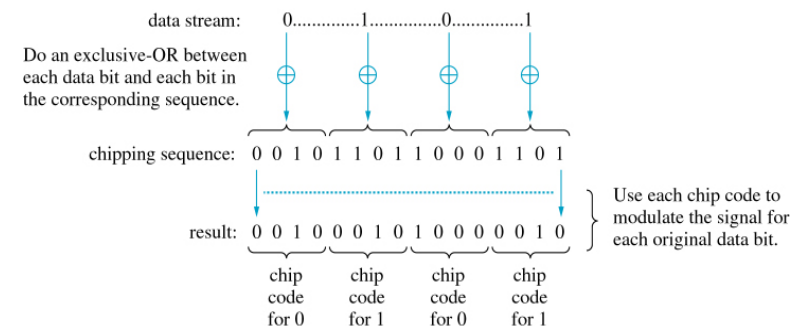 data stream: 0..............1..............0..............1
Do an exclusive-OR between
each data bit and each bit in
the corresponding sequence.
chipping sequence: 0 0 1 0 1 1 0 1 1 0 0 0 1 1 0 1
Use each chip code to
modulate the signal for
each original data bit.
result: 0 0 1 0 0 0 1 0 1 0 0 0 0 0 1 0
chip chip chip chip
code code code code
for 0 for 1 for 0 for 1